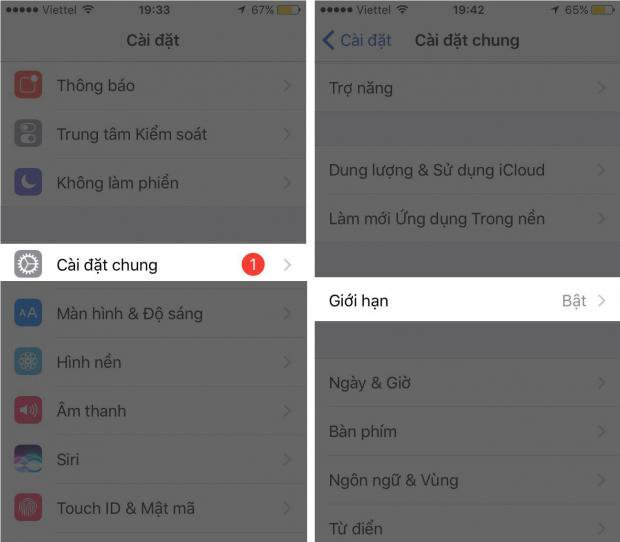 Viettel 19:33 67%
Cài đặt
Thông báo
Trung tâm Kiểm soát
Không làm phiền
Cài đặt chung 1
AA Màn hình & Độ sáng
Hình nền
Âm thanh
Siri
Touch ID & Mật mã
Viettel 19:42 65%
Cài đặt Cài đặt chung
Trợ năng
Dung lượng & Sử dụng iCloud
Làm mới Ứng dụng Trong nền
Giới hạn Bật
Ngày & Giờ
Bàn phím
Ngôn ngữ & Vùng
Từ điển